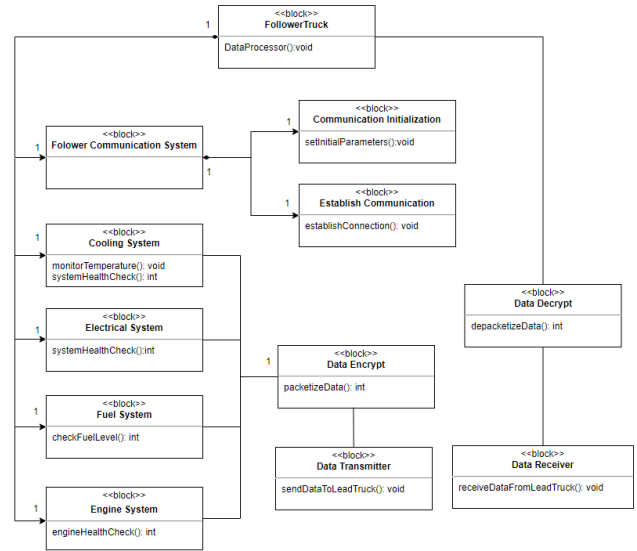 <<block>>
FollowerTruck
DataProcessor():void
1
<<block>>
Folower Communication System
1
1
<<block>>
Communication Initialization
setInitialParameters():void
1
<<block>>
Establish Communication
establishConnection(): void
1
<<block>>
Cooling System
monitorTemperature(): void
systemHealthCheck(): int
1
<<block>>
Electrical System
systemHealthCheck():int
1
<<block>>
Fuel System
checkFuelLevel(): int
1
<<block>>
Engine System
engineHealthCheck(): int
1
<<block>>
Data Encrypt
packetizeData(): int
1
<<block>>
Data Transmitter
sendDataToLeadTruck(): void
<<block>>
Data Decrypt
depacketizeData(): int
<<block>>
Data Receiver
receiveDataFromLeadTruck(): void